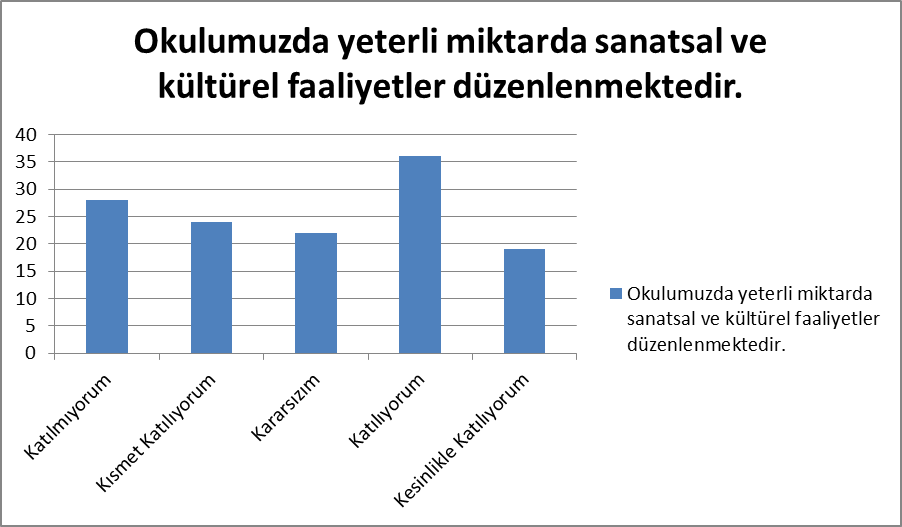 Okulumuzda yeterli miktarda sanatsal ve
kültürel faaliyetler düzenlenmektedir.
40
35
30
25
20
15
10
5
0
Katılmıyorum
Kısmet Katılıyorum
Kararsızım
Katılıyorum
Kesinlikle Katılıyorum
Okulumuzda yeterli miktarda
sanatsal ve kültürel faaliyetler
düzenlenmektedir.